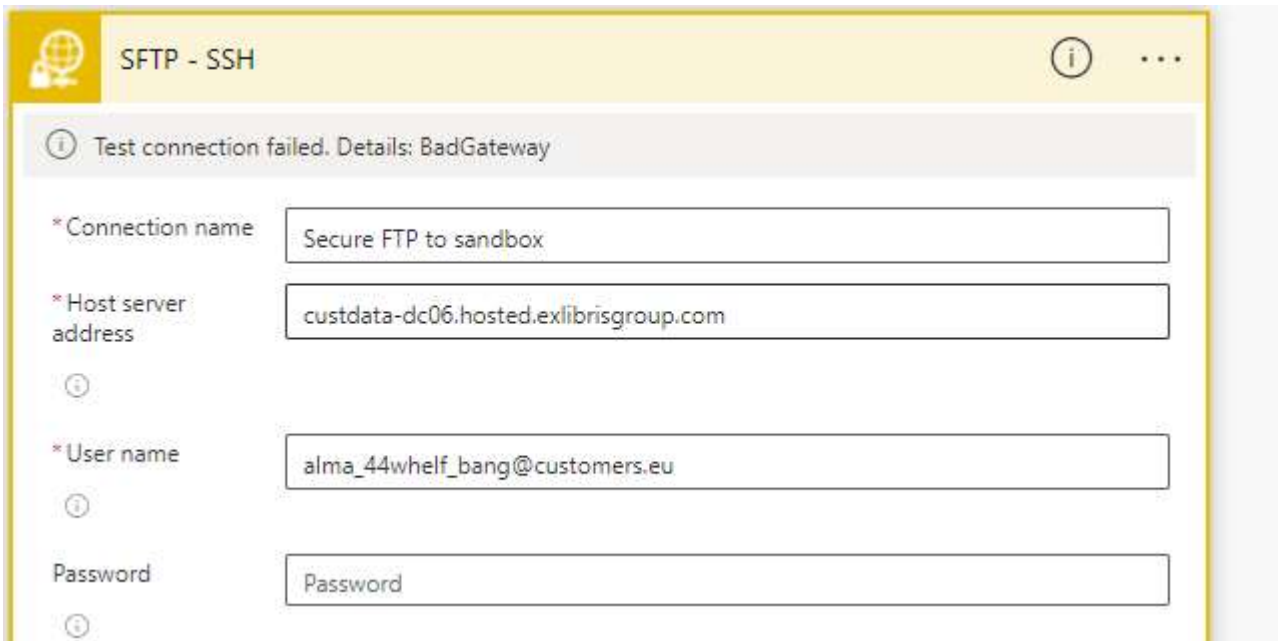 SFTP - SSH
Test connection failed. Details: BadGateway
*Connection name
Secure FTP to sandbox
*Host server
address
custdata-dc06.hosted.exlibrisgroup.com
*User name
alma_44whelf_bang@customers.eu
Password
Password